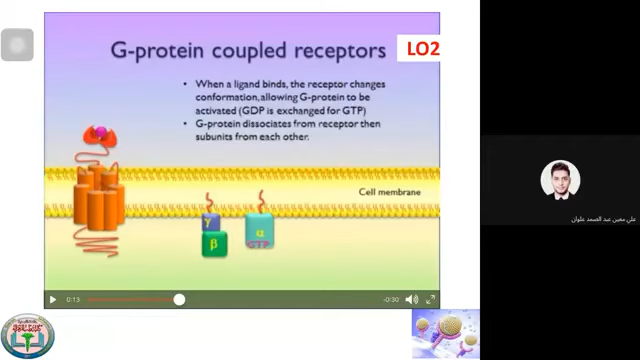 G-protein coupled receptors
LO2
• When a ligand binds, the receptor changes
conformation, allowing G-protein to be
activated (GDP is exchanged for GTP)
• G-protein dissociates from receptor then
subunits from each other.
Cell membrane
γ
β
α
GTP
علي معين عبد الصمد علوان
0:13
-0:30